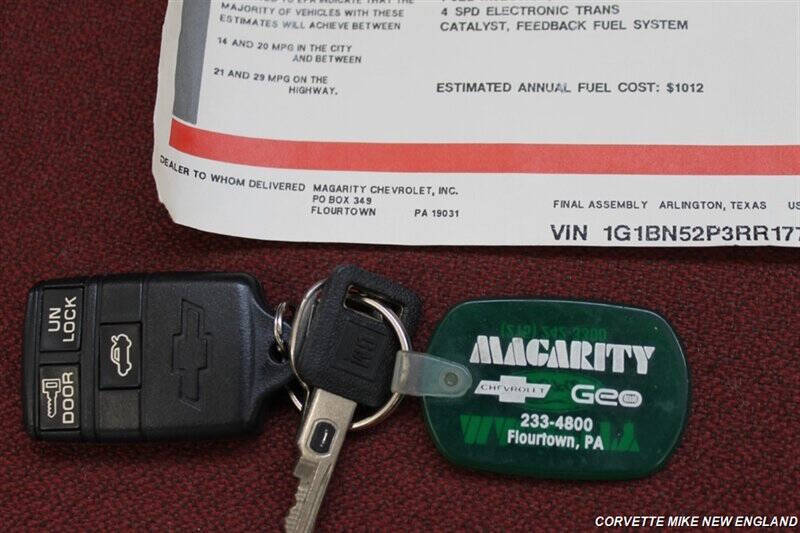 MAJORITY OF VEHICLES WITH THESE
ESTIMATES WILL ACHIEVE BETWEEN
14 AND 20 MPG IN THE CITY
AND BETWEEN
21 AND 29 MPG ON THE
HIGHWAY.
4 SPD ELECTRONIC TRANS
CATALYST, FEEDBACK FUEL SYSTEM
ESTIMATED ANNUAL FUEL COST: $1012
DEALER TO WHOM DELIVERED MAGARITY CHEVROLET, INC.
PO BOX 349
FLOURTOWN PA 19031
FINAL ASSEMBLY ARLINGTON, TEXAS
VIN 1G1BN52P3RR177
UN
LOCK
DOOR
MAGARITY
CHEVROLET Geo
233-4800
Flourtown, PA
CORVETTE MIKE NEW ENGLAND